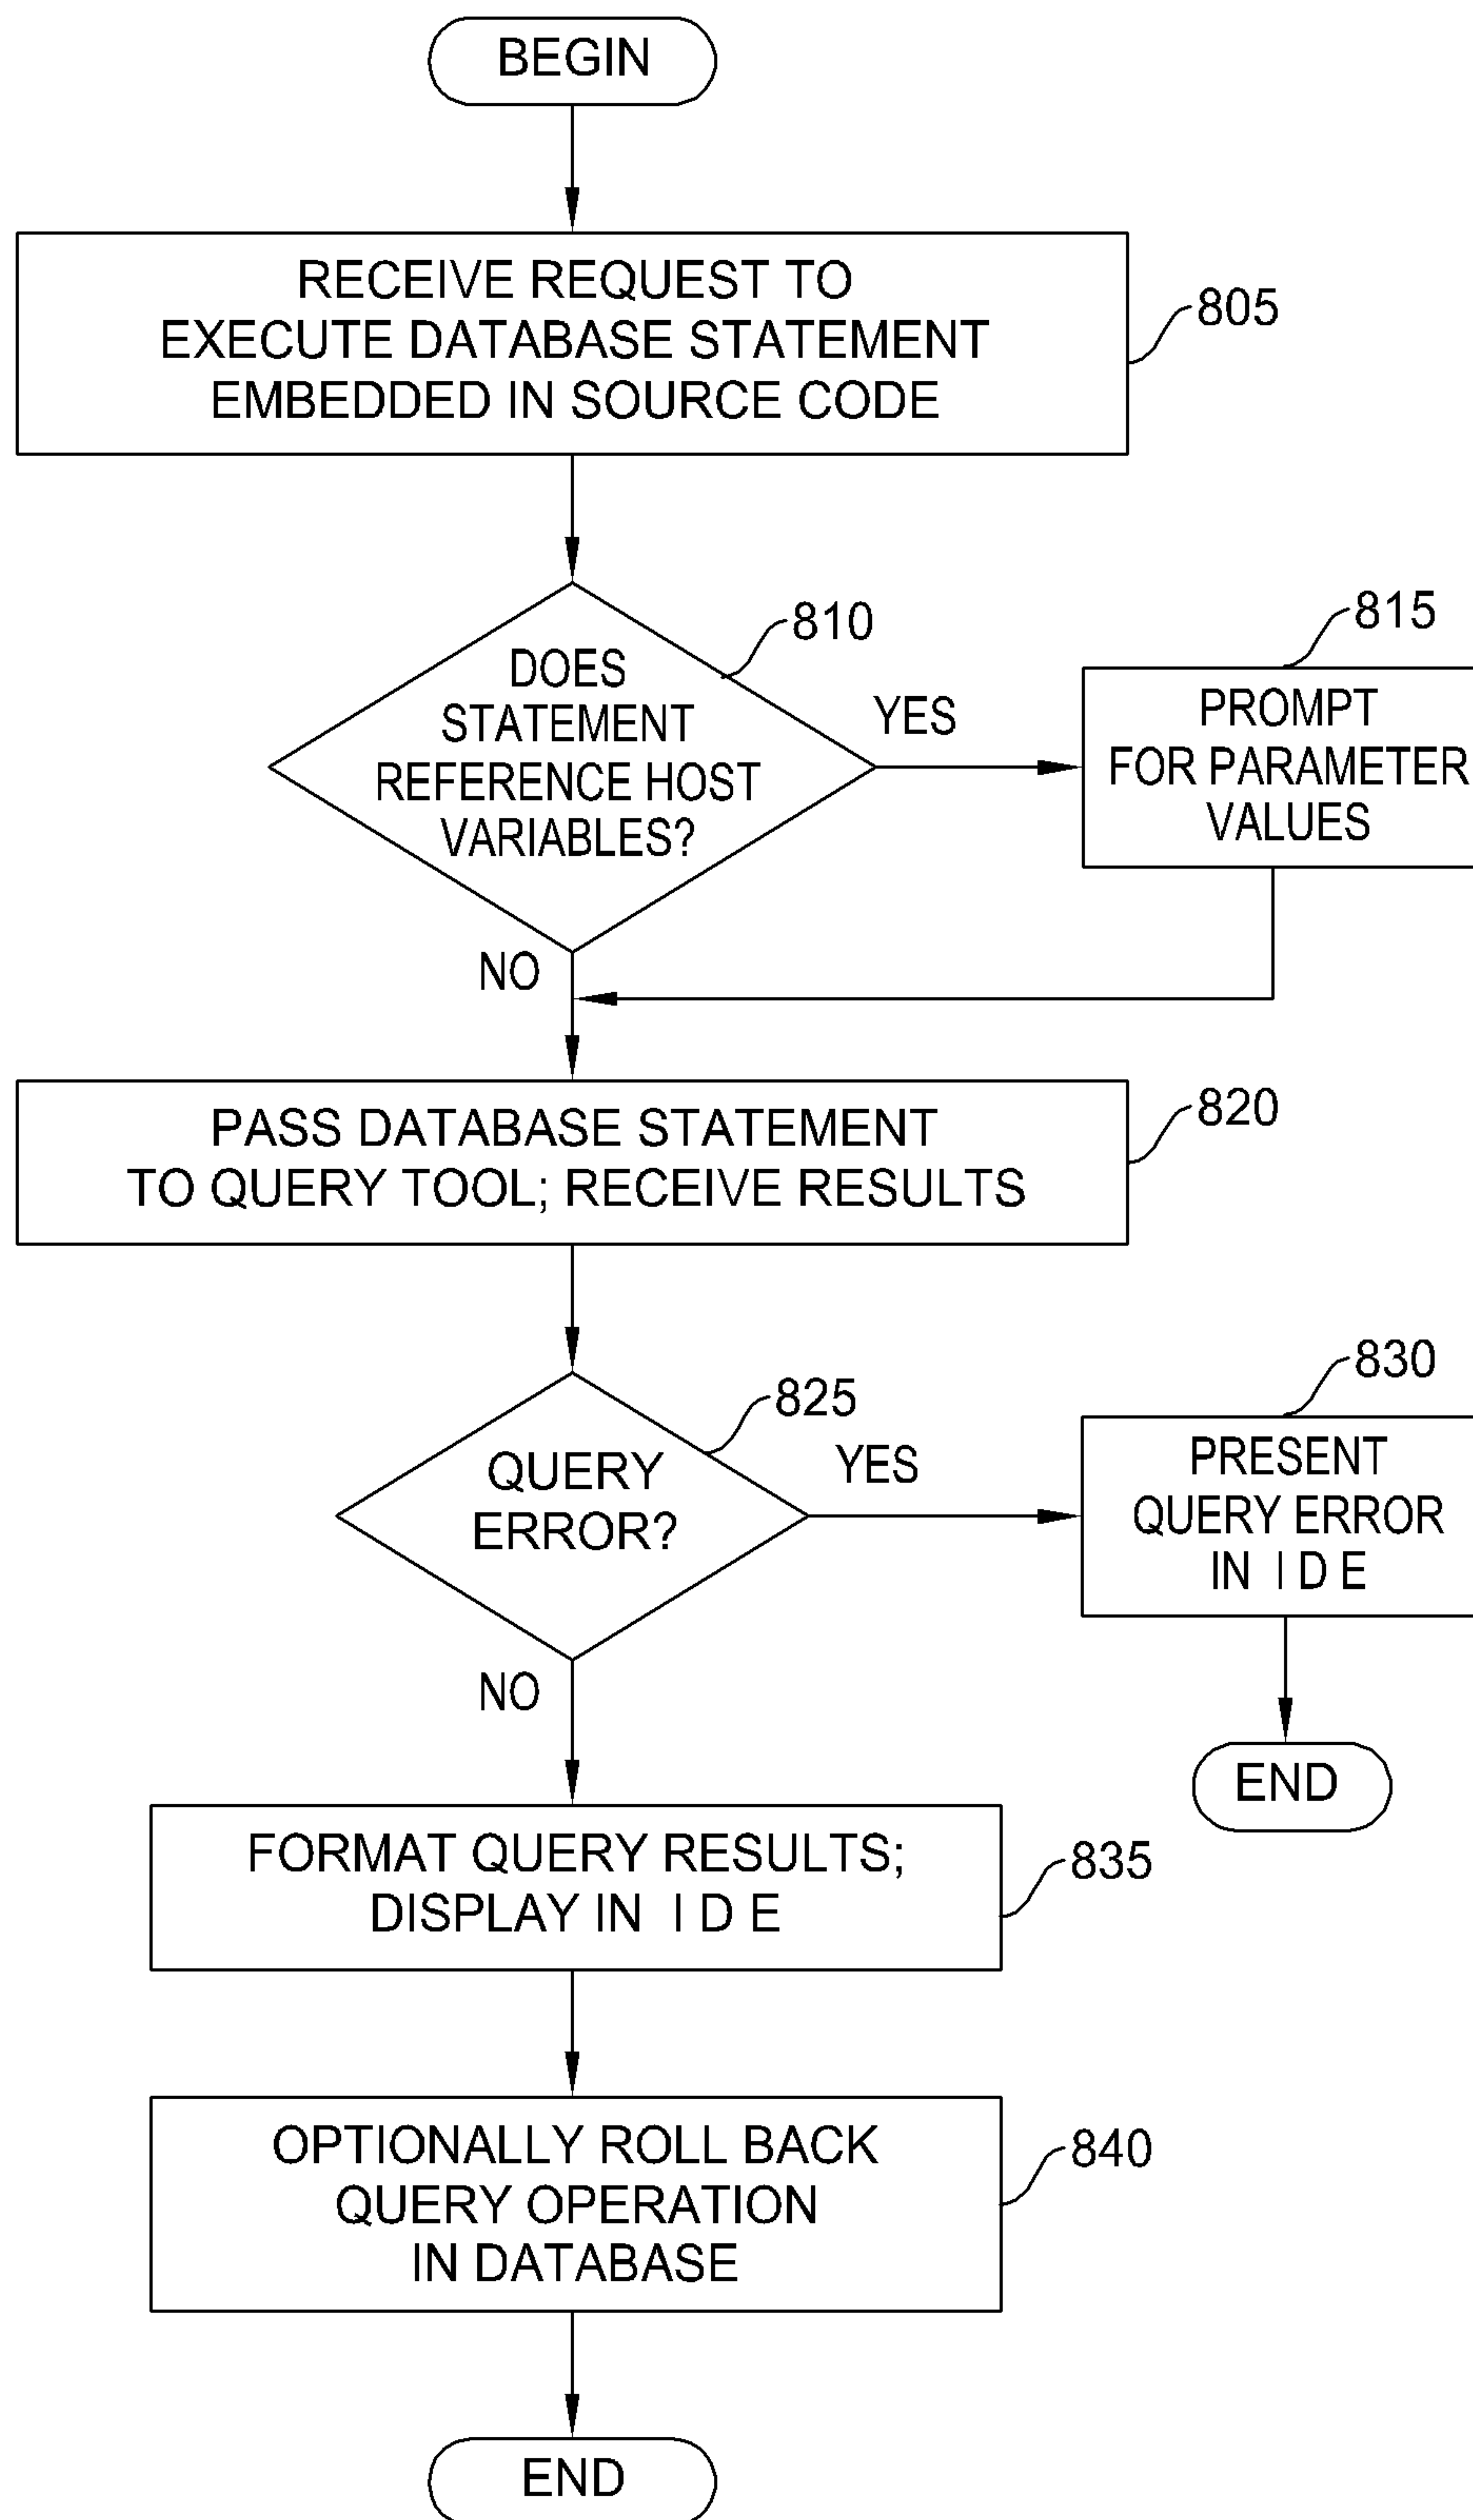 BEGIN
RECEIVE REQUEST TO
EXECUTE DATABASE STATEMENT
EMBEDDED IN SOURCE CODE
805
810
DOES
STATEMENT
REFERENCE HOST
VARIABLES?
YES
815
PROMPT
FOR PARAMETER
VALUES
NO
PASS DATABASE STATEMENT
TO QUERY TOOL; RECEIVE RESULTS
820
825
QUERY
ERROR?
YES
830
PRESENT
QUERY ERROR
IN I D E
NO
END
FORMAT QUERY RESULTS;
DISPLAY IN I D E
835
OPTIONALLY ROLL BACK
QUERY OPERATION
IN DATABASE
840
END